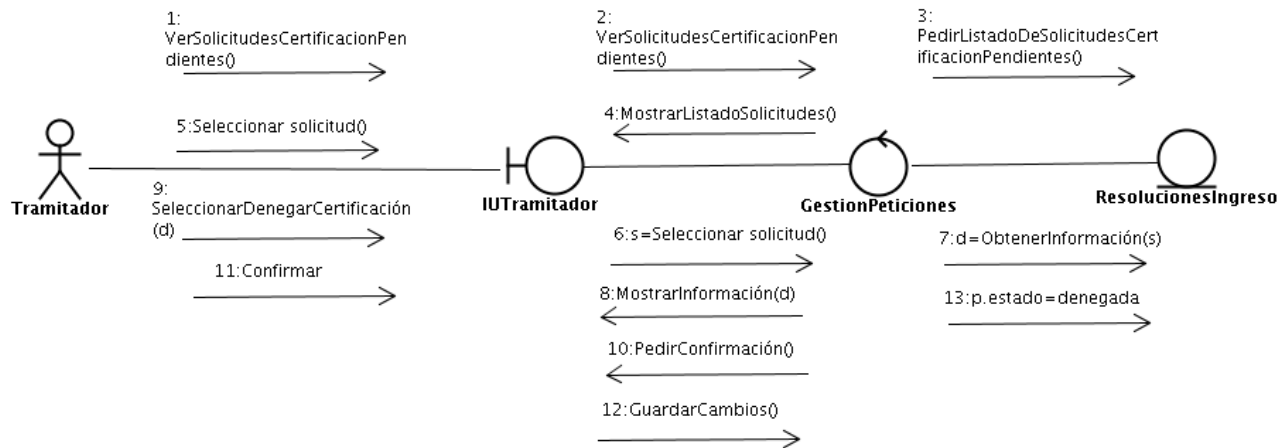 1:
VerSolicitudesCertificacionPen
dientes()
2:
VerSolicitudesCertificacionPen
dientes()
3:
PedirListadoDeSolicitudesCert
ificacionPendientes()
4:MostrarListadoSolicitudes()
5:Seleccionar solicitud()
Tramitador
IUTramitador
GestionPeticiones
ResolucionesIngreso
9:
SeleccionarDenegarCertificación
(d)
6:s=Seleccionar solicitud()
7:d=ObtenerInformación(s)
11:Confirmar
8:MostrarInformación(d)
13:p.estado=denegada
10:PedirConfirmación()
12:GuardarCambios()